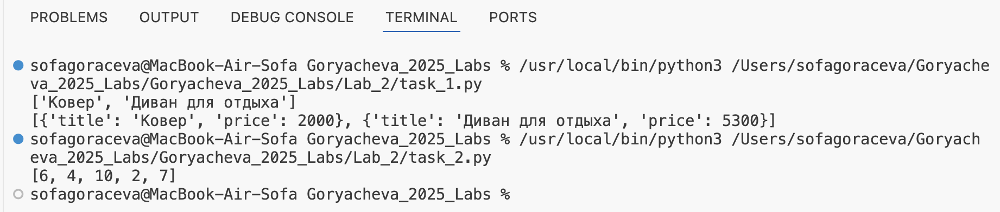 PROBLEMS OUTPUT DEBUG CONSOLE TERMINAL PORTS
sofagoraceva@MacBook-Air-Sofa Goryacheva_2025_Labs % /usr/local/bin/python3 /Users/sofagoraceva/Goryache
va_2025_Labs/Goryacheva_2025_Labs/Lab_2/task_1.py
['Ковер', 'Диван для отдыха']
[{'title': 'Ковер', 'price': 2000}, {'title': 'Диван для отдыха', 'price': 5300}]
sofagoraceva@MacBook-Air-Sofa Goryacheva_2025_Labs % /usr/local/bin/python3 /Users/sofagoraceva/Goryach
eva_2025_Labs/Goryacheva_2025_Labs/Lab_2/task_2.py
[6, 4, 10, 2, 7]
sofagoraceva@MacBook-Air-Sofa Goryacheva_2025_Labs %